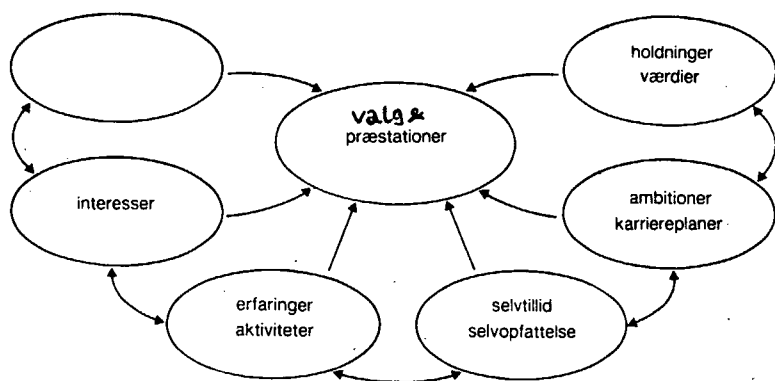 holdninger
værdier
valg &
præstationer
interesser
ambitioner
karriereplaner
erfaringer
aktiviteter
selvtillid
selvopfattelse